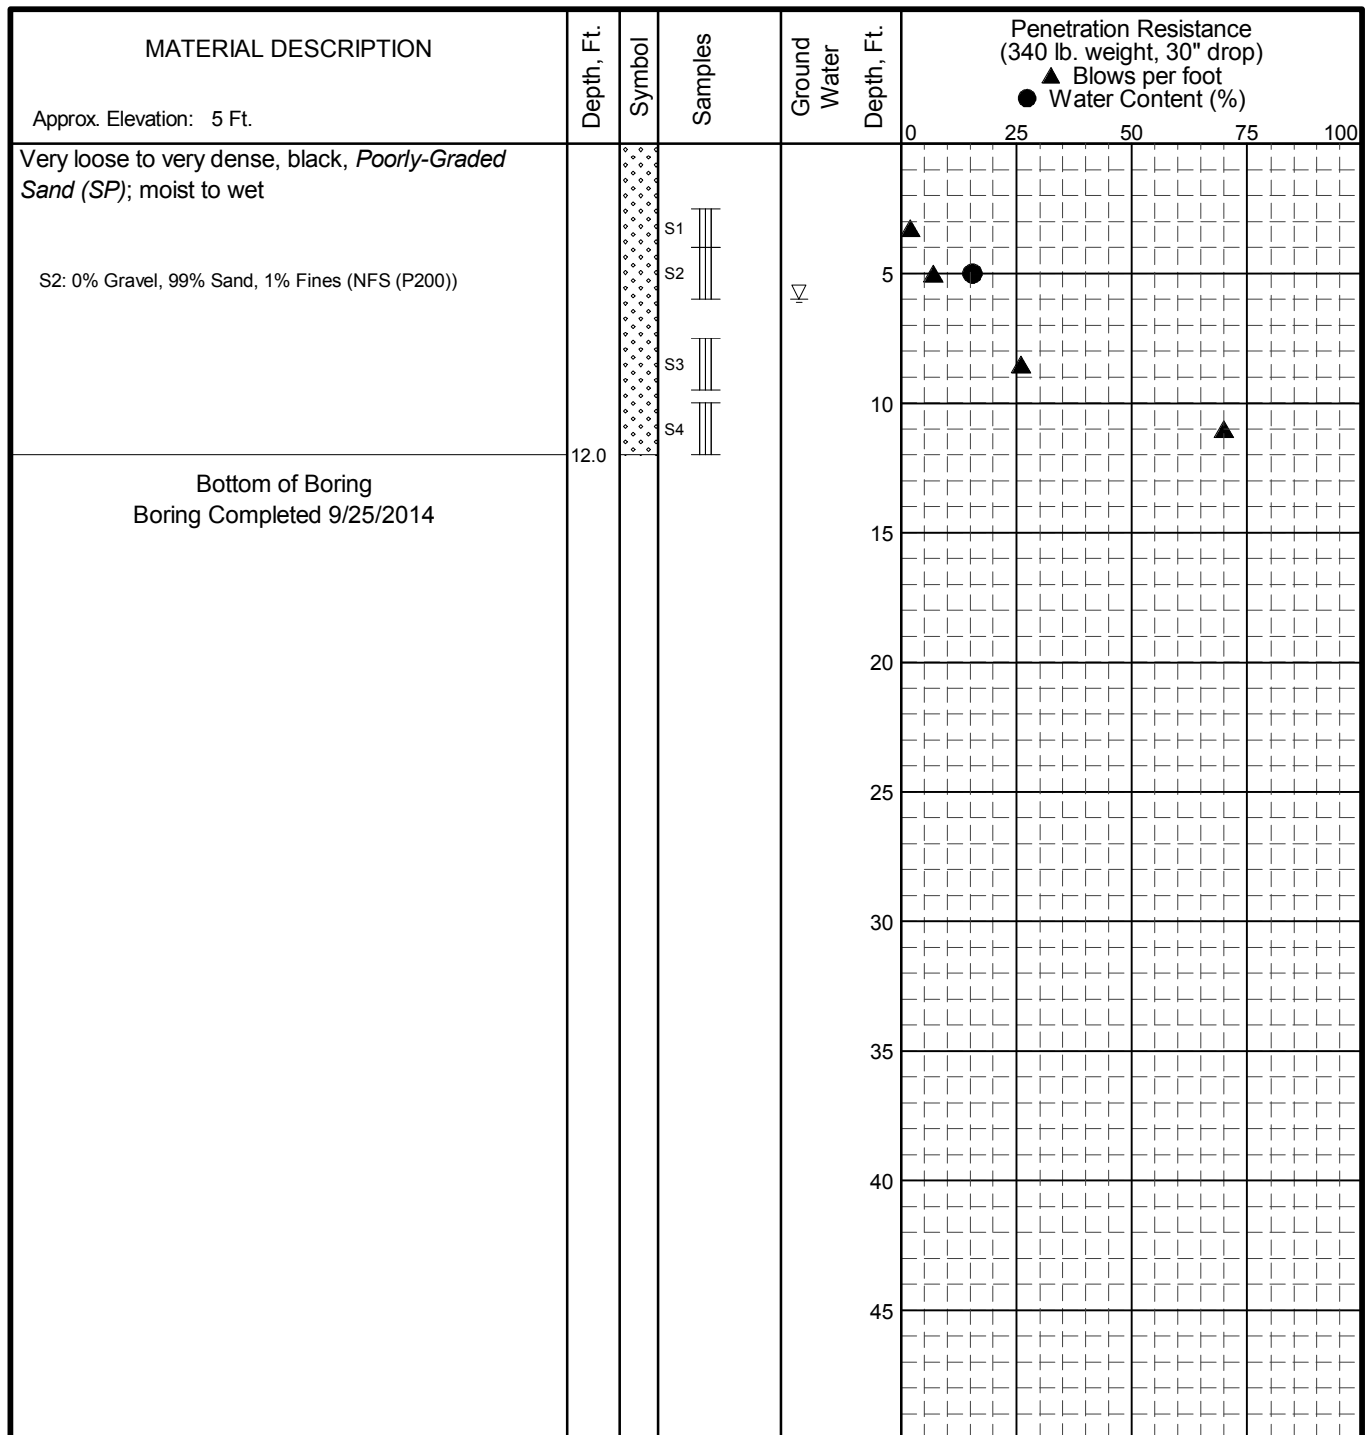 MATERIAL DESCRIPTION
Approx. Elevation: 5 Ft.
Depth, Ft.
Symbol
Samples
Ground
Water
Depth, Ft.
Penetration Resistance
(340 lb. weight, 30" drop)
▲ Blows per foot
● Water Content (%)
0 25 50 75 100
Very loose to very dense, black, Poorly-Graded
Sand (SP); moist to wet
S1
S2: 0% Gravel, 99% Sand, 1% Fines (NFS (P200))
S2
5
S3
10
S4
12.0
Bottom of Boring
Boring Completed 9/25/2014
15
20
25
30
35
40
45